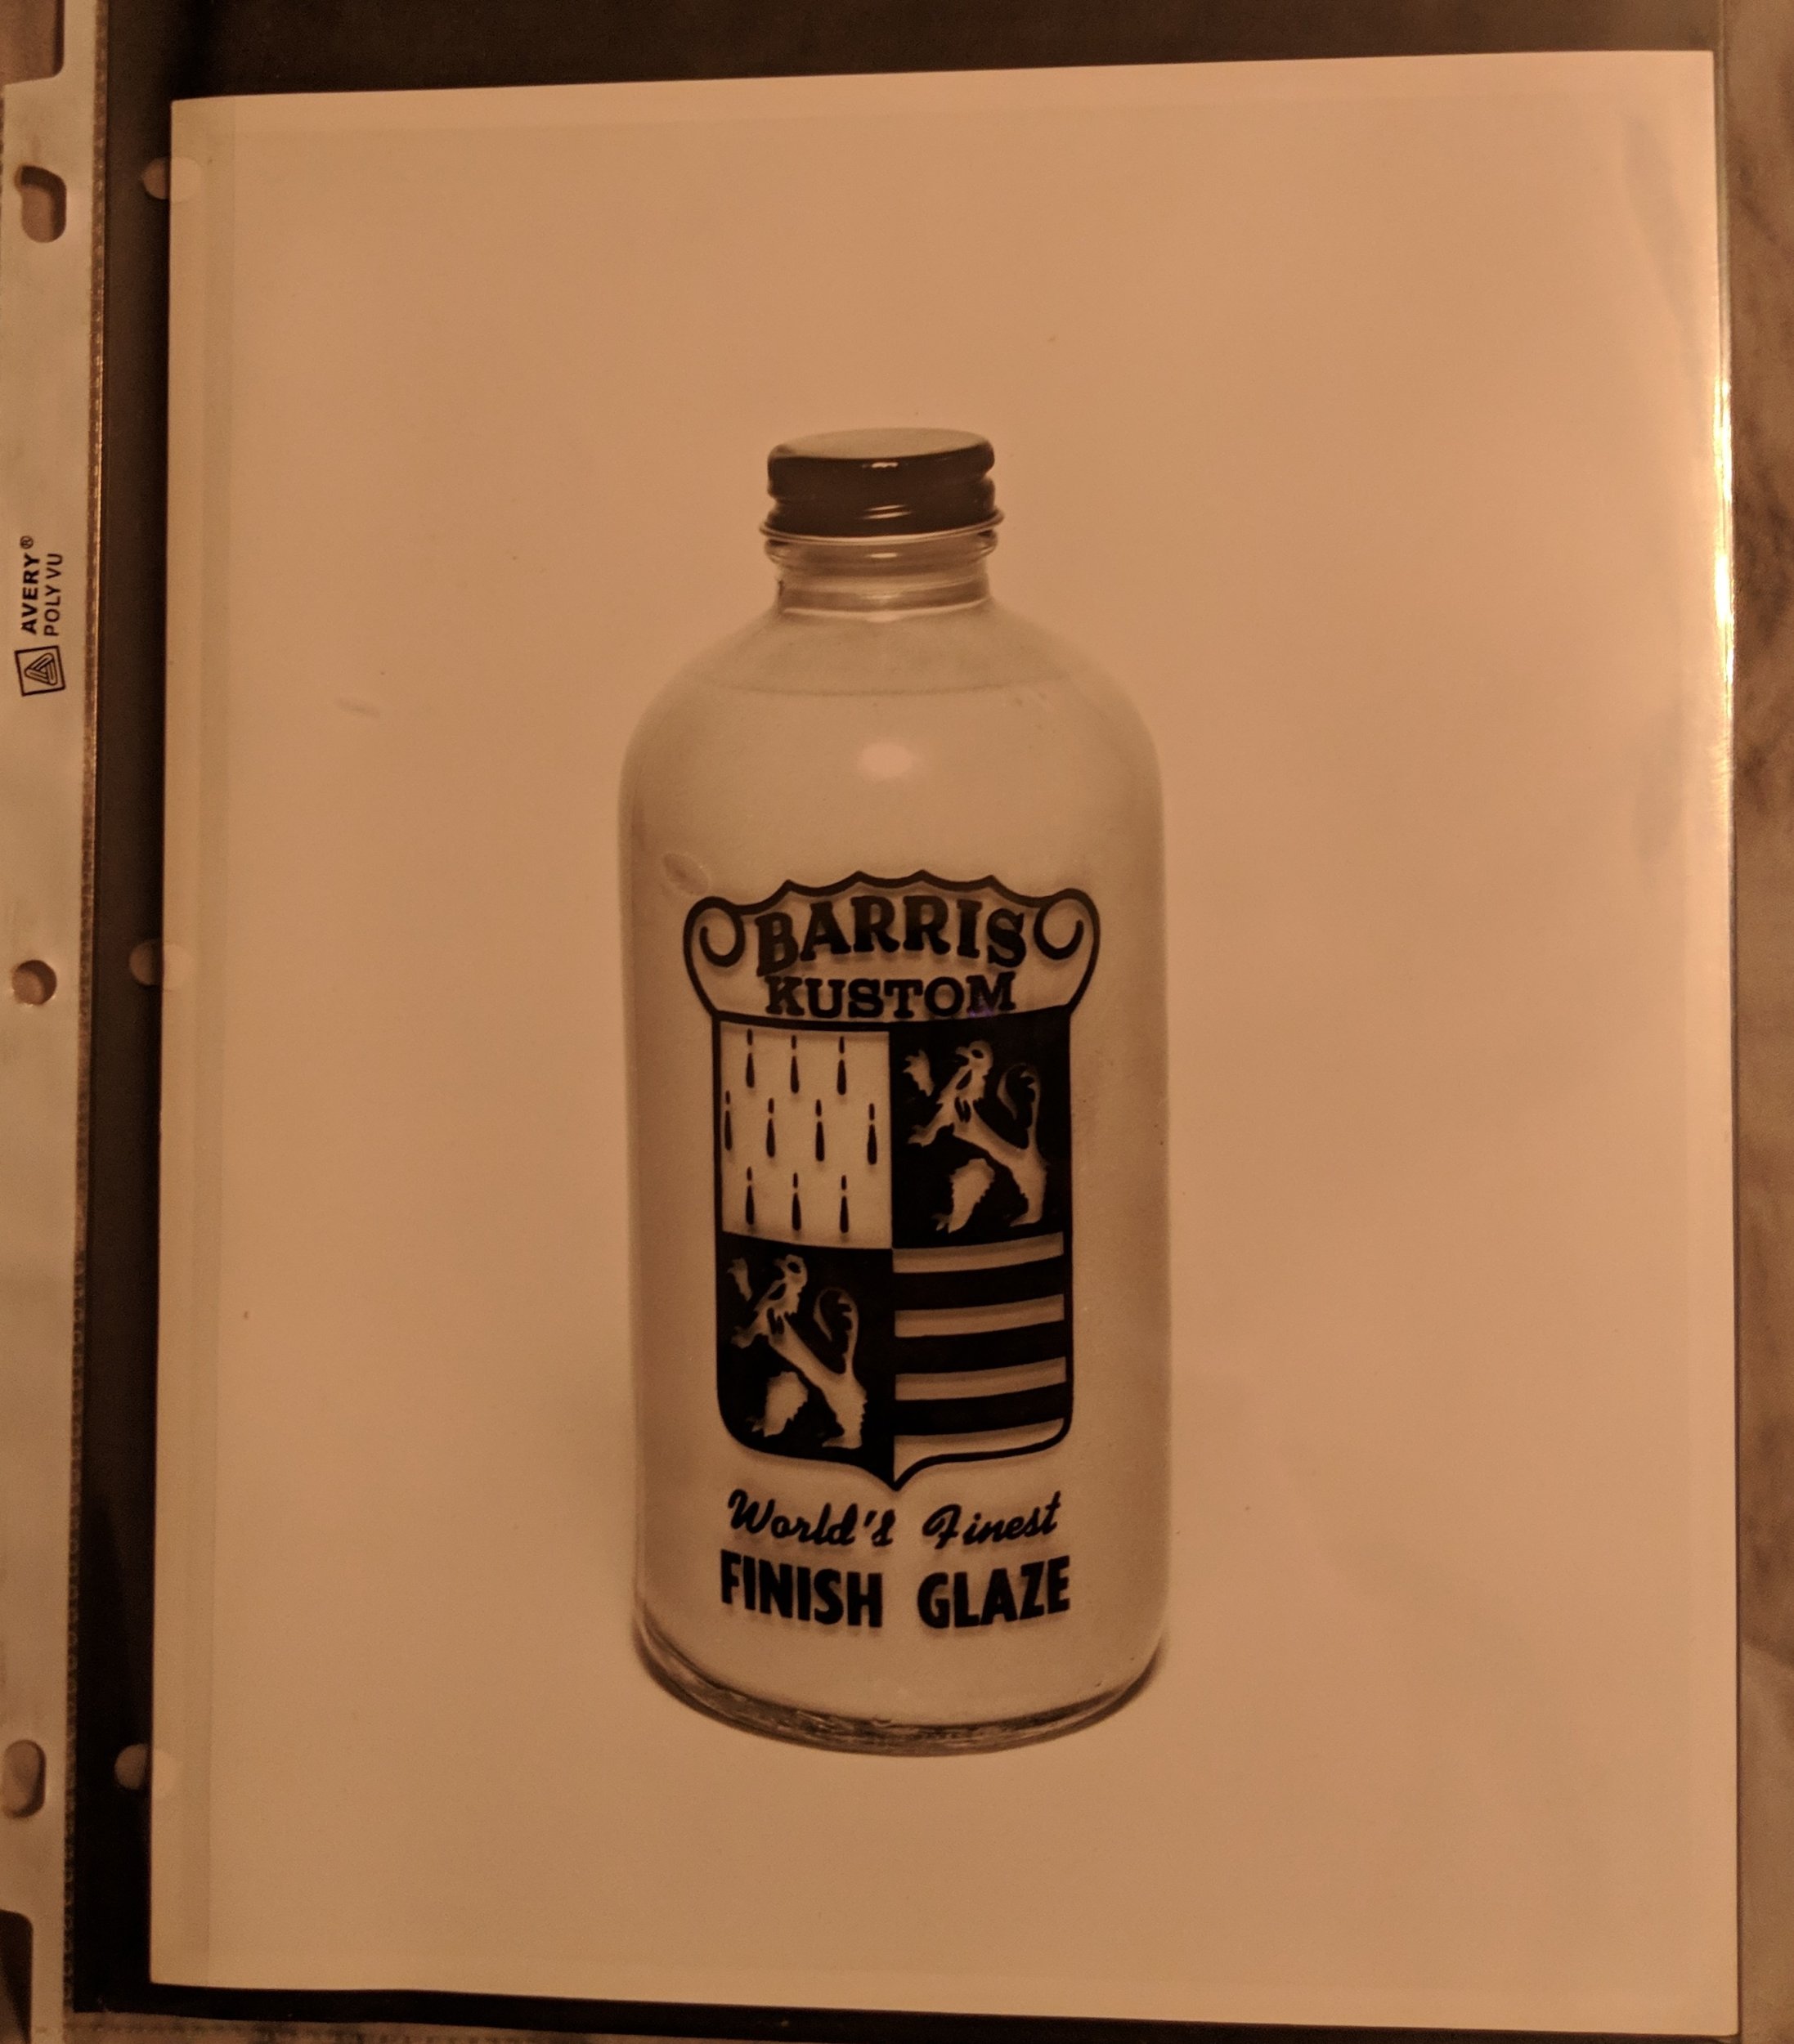 AVERY®
POLY VU
BARRIS
KUSTOM
World's Finest
FINISH GLAZE